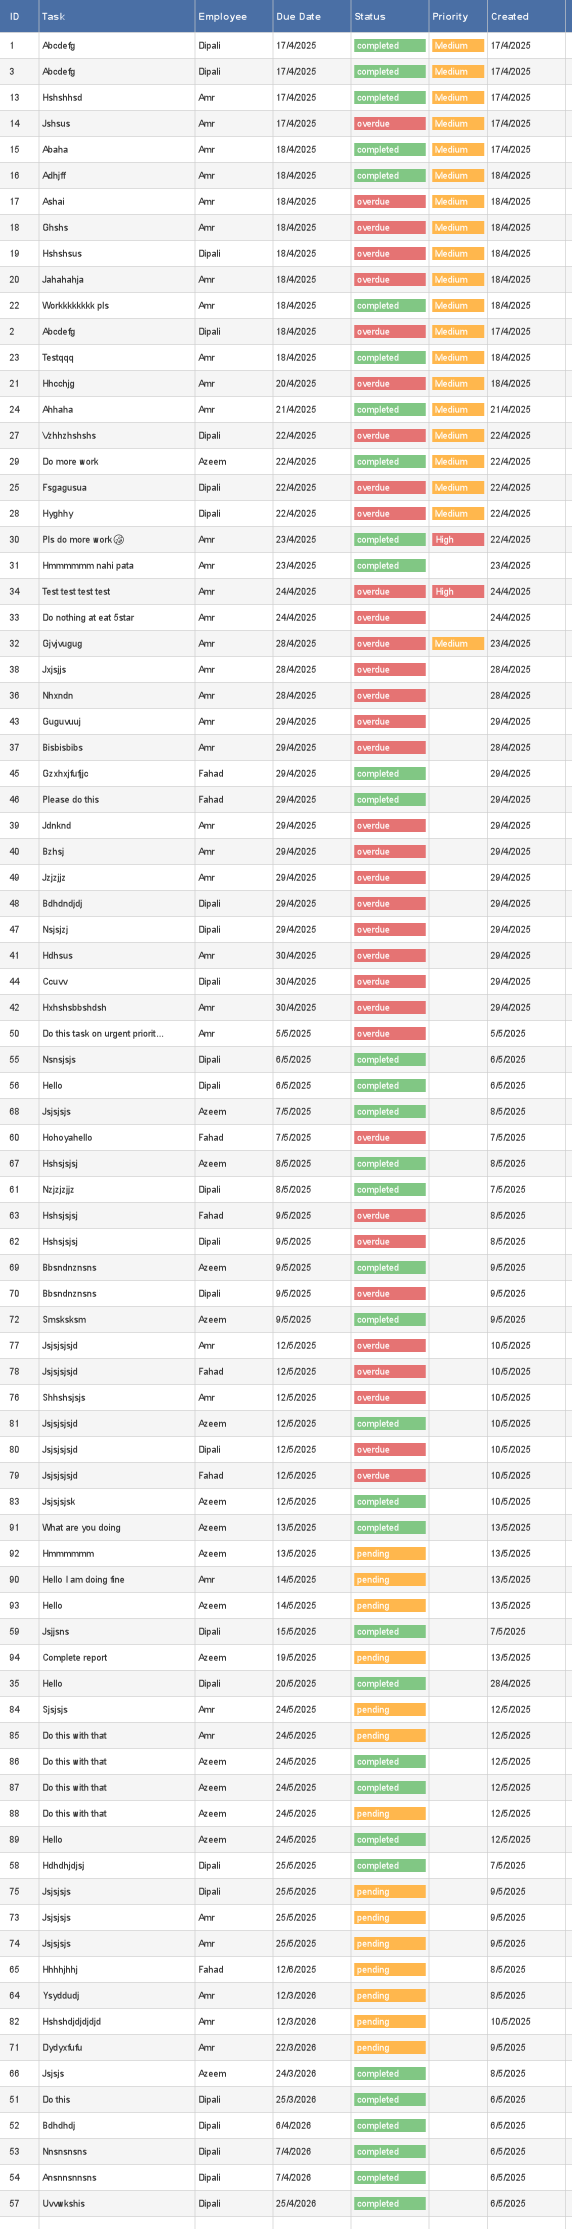 ID Task Employee Due Date Status Priority Created
1 Abcdefg Dipali 17/4/2025 completed Medium 17/4/2025
3 Abcdefg Dipali 17/4/2025 completed Medium 17/4/2025
13 Hshshhsd Amr 17/4/2025 completed Medium 17/4/2025
14 Jshsus Amr 17/4/2025 overdue Medium 17/4/2025
15 Abaha Amr 18/4/2025 completed Medium 17/4/2025
16 Adhjff Amr 18/4/2025 completed Medium 18/4/2025
17 Ashai Amr 18/4/2025 overdue Medium 18/4/2025
18 Ghshs Amr 18/4/2025 overdue Medium 18/4/2025
19 Hshshsus Dipali 18/4/2025 overdue Medium 18/4/2025
20 Jahahahja Amr 18/4/2025 overdue Medium 18/4/2025
22 Workkkkkkkk pls Amr 18/4/2025 completed Medium 18/4/2025
2 Abcdefg Dipali 18/4/2025 overdue Medium 17/4/2025
23 Testqqq Amr 18/4/2025 completed Medium 18/4/2025
21 Hhcchjg Amr 20/4/2025 overdue Medium 18/4/2025
24 Ahhaha Amr 21/4/2025 completed Medium 21/4/2025
27 Vzhhzhshshs Dipali 22/4/2025 overdue Medium 22/4/2025
29 Do more work Azeem 22/4/2025 completed Medium 22/4/2025
25 Fsgagusua Dipali 22/4/2025 overdue Medium 22/4/2025
28 Hyghhy Dipali 22/4/2025 overdue Medium 22/4/2025
30 Pls do more work Amr 23/4/2025 completed High 22/4/2025
31 Hmmmmmm nahi pata Amr 23/4/2025 completed 23/4/2025
34 Test test test test Amr 24/4/2025 overdue High 24/4/2025
33 Do nothing at eat 5star Amr 24/4/2025 overdue 24/4/2025
32 Gjvjvugug Amr 28/4/2025 overdue Medium 23/4/2025
38 Jxjsjjs Amr 28/4/2025 overdue 28/4/2025
36 Nhxndn Amr 28/4/2025 overdue 28/4/2025
43 Guguvuuj Amr 29/4/2025 overdue 29/4/2025
37 Bisbisbibs Amr 29/4/2025 overdue 28/4/2025
45 Gzxhxjfufjjc Fahad 29/4/2025 completed 29/4/2025
46 Please do this Fahad 29/4/2025 completed 29/4/2025
39 Jdnknd Amr 29/4/2025 overdue 29/4/2025
40 Bzhsj Amr 29/4/2025 overdue 29/4/2025
49 Jzjzjjz Amr 29/4/2025 overdue 29/4/2025
48 Bdhdndjdj Dipali 29/4/2025 overdue 29/4/2025
47 Nsjsjzj Dipali 29/4/2025 overdue 29/4/2025
41 Hdhsus Amr 30/4/2025 overdue 29/4/2025
44 Ccuvv Dipali 30/4/2025 overdue 29/4/2025
42 Hxhshsbbshdsh Amr 30/4/2025 overdue 29/4/2025
50 Do this task on urgent priorit... Amr 5/5/2025 overdue 5/5/2025
55 Nsnsjsjs Dipali 6/5/2025 completed 6/5/2025
56 Hello Dipali 6/5/2025 completed 6/5/2025
68 Jsjsjsjs Azeem 7/5/2025 completed 8/5/2025
60 Hohoyahello Fahad 7/5/2025 overdue 7/5/2025
67 Hshsjsjsj Azeem 8/5/2025 completed 8/5/2025
61 Nzjzjzjjz Dipali 8/5/2025 completed 7/5/2025
63 Hshsjsjsj Fahad 9/5/2025 overdue 8/5/2025
62 Hshsjsjsj Dipali 9/5/2025 overdue 8/5/2025
69 Bbsndnznsns Azeem 9/5/2025 completed 9/5/2025
70 Bbsndnznsns Dipali 9/5/2025 overdue 9/5/2025
72 Smsksksm Azeem 9/5/2025 completed 9/5/2025
77 Jsjsjsjsjd Amr 12/5/2025 overdue 10/5/2025
78 Jsjsjsjsjd Fahad 12/5/2025 overdue 10/5/2025
76 Shhshsjsjs Amr 12/5/2025 overdue 10/5/2025
81 Jsjsjsjsjd Azeem 12/5/2025 completed 10/5/2025
80 Jsjsjsjsjd Dipali 12/5/2025 overdue 10/5/2025
79 Jsjsjsjsjd Fahad 12/5/2025 overdue 10/5/2025
83 Jsjsjsjsk Azeem 12/5/2025 completed 10/5/2025
91 What are you doing Azeem 13/5/2025 completed 13/5/2025
92 Hmmmmmm Azeem 13/5/2025 pending 13/5/2025
90 Hello I am doing fine Amr 14/5/2025 pending 13/5/2025
93 Hello Azeem 14/5/2025 pending 13/5/2025
59 Jsjjsns Dipali 15/5/2025 completed 7/5/2025
94 Complete report Azeem 19/5/2025 pending 13/5/2025
35 Hello Dipali 20/5/2025 completed 28/4/2025
84 Sjsjsjs Amr 24/5/2025 pending 12/5/2025
85 Do this with that Amr 24/5/2025 pending 12/5/2025
86 Do this with that Azeem 24/5/2025 completed 12/5/2025
87 Do this with that Azeem 24/5/2025 completed 12/5/2025
88 Do this with that Azeem 24/5/2025 pending 12/5/2025
89 Hello Azeem 24/5/2025 completed 12/5/2025
58 Hdhdhjdjsj Dipali 25/5/2025 completed 7/5/2025
75 Jsjsjsjs Dipali 25/5/2025 pending 9/5/2025
73 Jsjsjsjs Amr 25/5/2025 pending 9/5/2025
74 Jsjsjsjs Amr 25/5/2025 pending 9/5/2025
65 Hhhhjhhj Fahad 12/6/2025 pending 8/5/2025
64 Ysyddudj Amr 12/3/2026 pending 8/5/2025
82 Hshshdjdjdjdjd Amr 12/3/2026 pending 10/5/2025
71 Dydyxfufu Amr 22/3/2026 pending 9/5/2025
66 Jsjsjs Azeem 24/3/2026 completed 8/5/2025
51 Do this Dipali 25/3/2026 completed 6/5/2025
52 Bdhdhdj Dipali 6/4/2026 completed 6/5/2025
53 Nnsnsnsns Dipali 7/4/2026 completed 6/5/2025
54 Ansnnsnnsns Dipali 7/4/2026 completed 6/5/2025
57 Uvvwkshis Dipali 25/4/2026 completed 6/5/2025